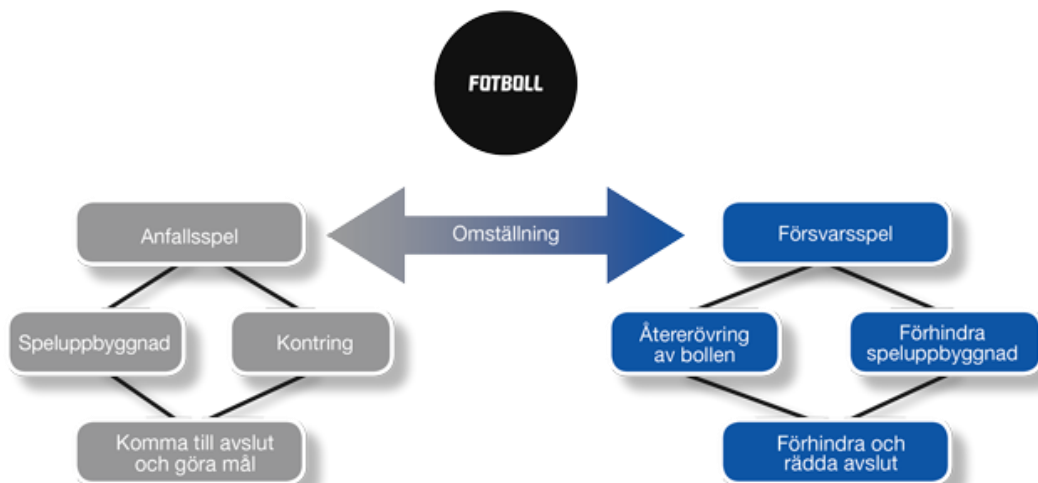 FOTBOLL
Anfallsspel
Omställning
Försvarsspel
Speluppbyggnad
Kontring
Återerövring
av bollen
Förhindra
speluppbyggnad
Komma till avslut
och göra mål
Förhindra och
rädda avslut